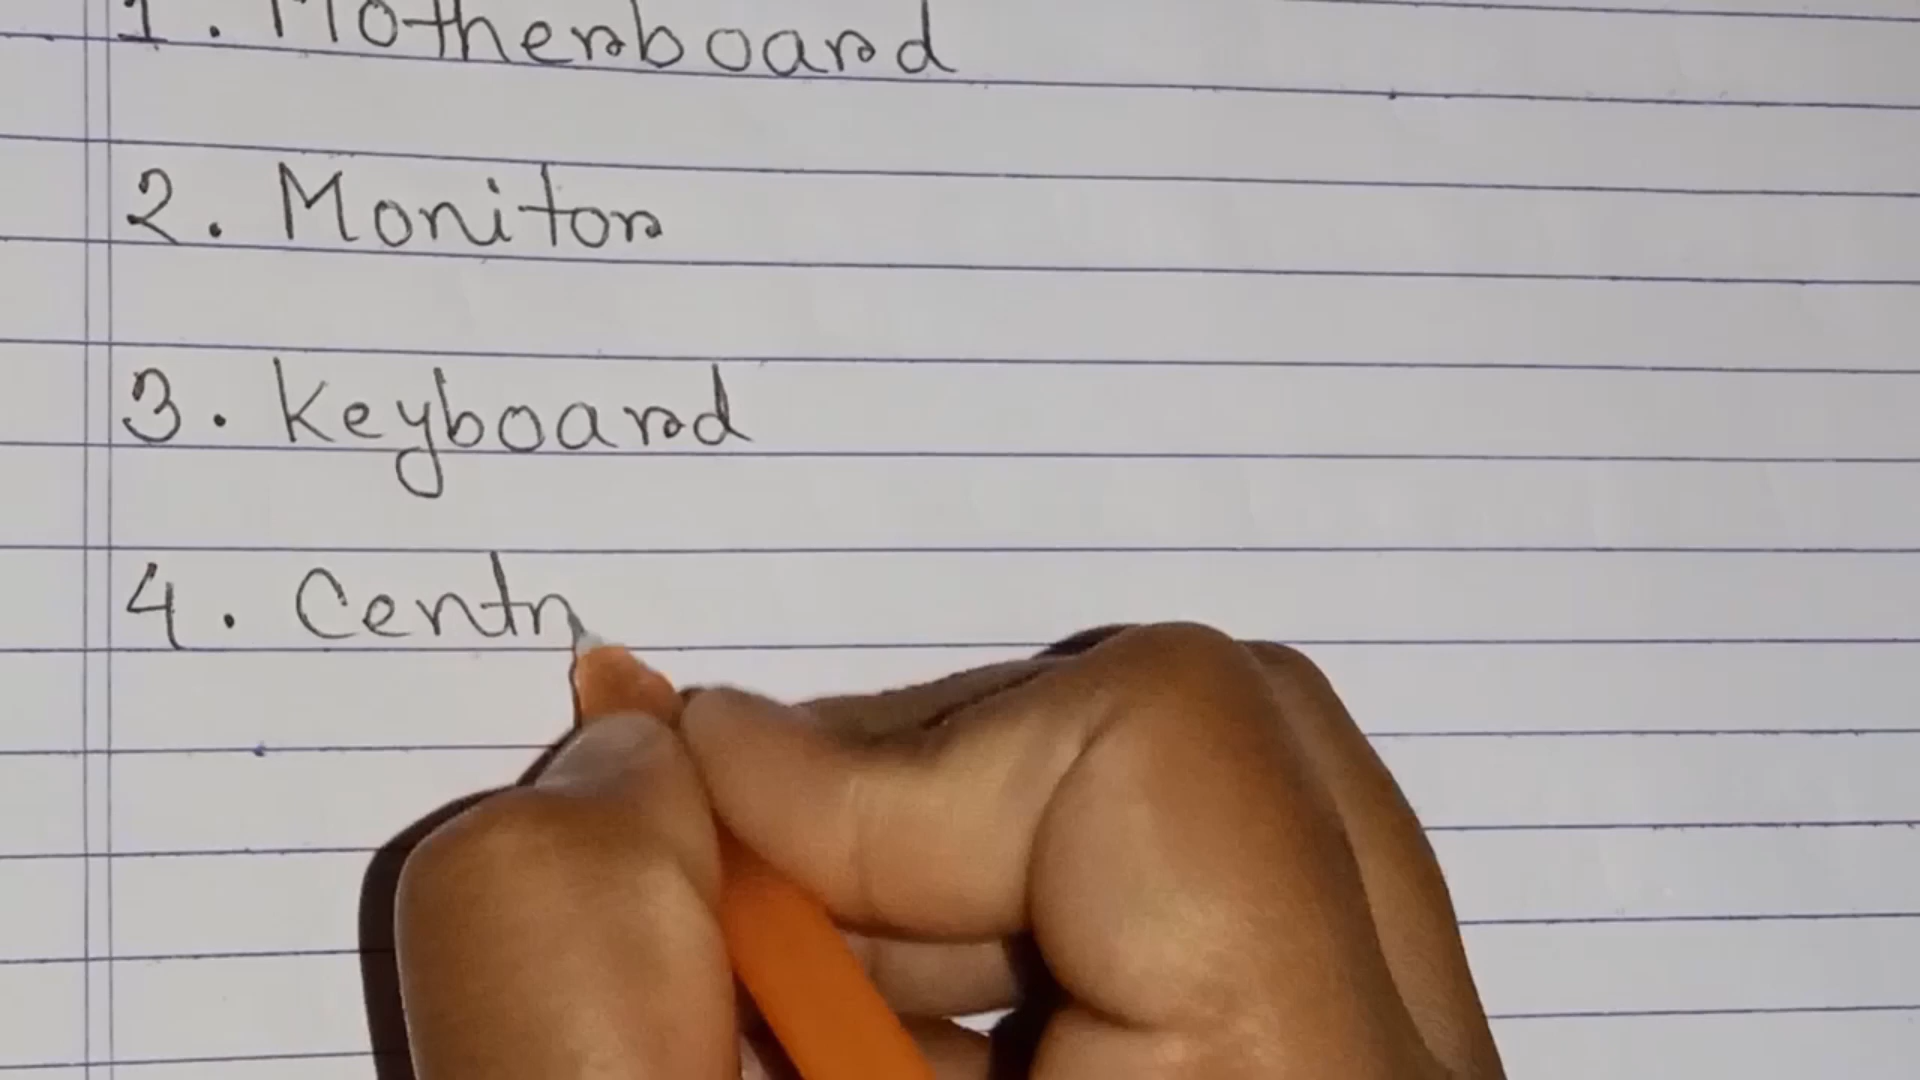 1. Motherboard
2. Monitor
3. Keyboard
4. Centr